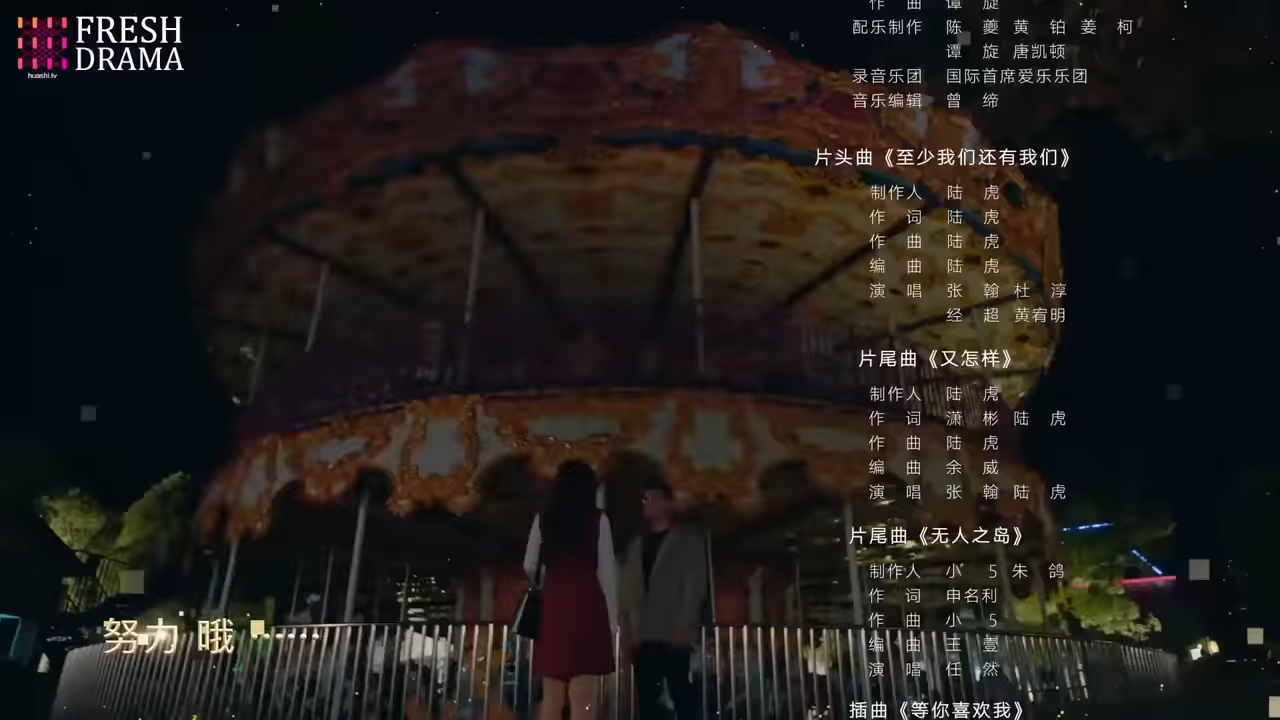 FRESH
DRAMA
huashi.tv
作 曲 谭 旋
配乐制作 陈 夔 黄 铂 姜 柯
谭 旋 唐凯顿
录音乐团 国际首席爱乐乐团
音乐编辑 曾 缔
片头曲《至少我们还有我们》
制作人 陆 虎
作 词 陆 虎
作 曲 陆 虎
编 曲 陆 虎
演 唱 张 翰 杜 淳
经 超 黄宥明
片尾曲《又怎样》
制作人 陆 虎
作 词 潇 彬 陆 虎
作 曲 陆 虎
编 曲 余 威
演 唱 张 翰 陆 虎
片尾曲《无人之岛》
制作人 小 5 朱 鸽
作 词 申名利
作 曲 小 5
编 曲 王 壹
演 唱 任 然
插曲《等你喜欢我》
努力 哦